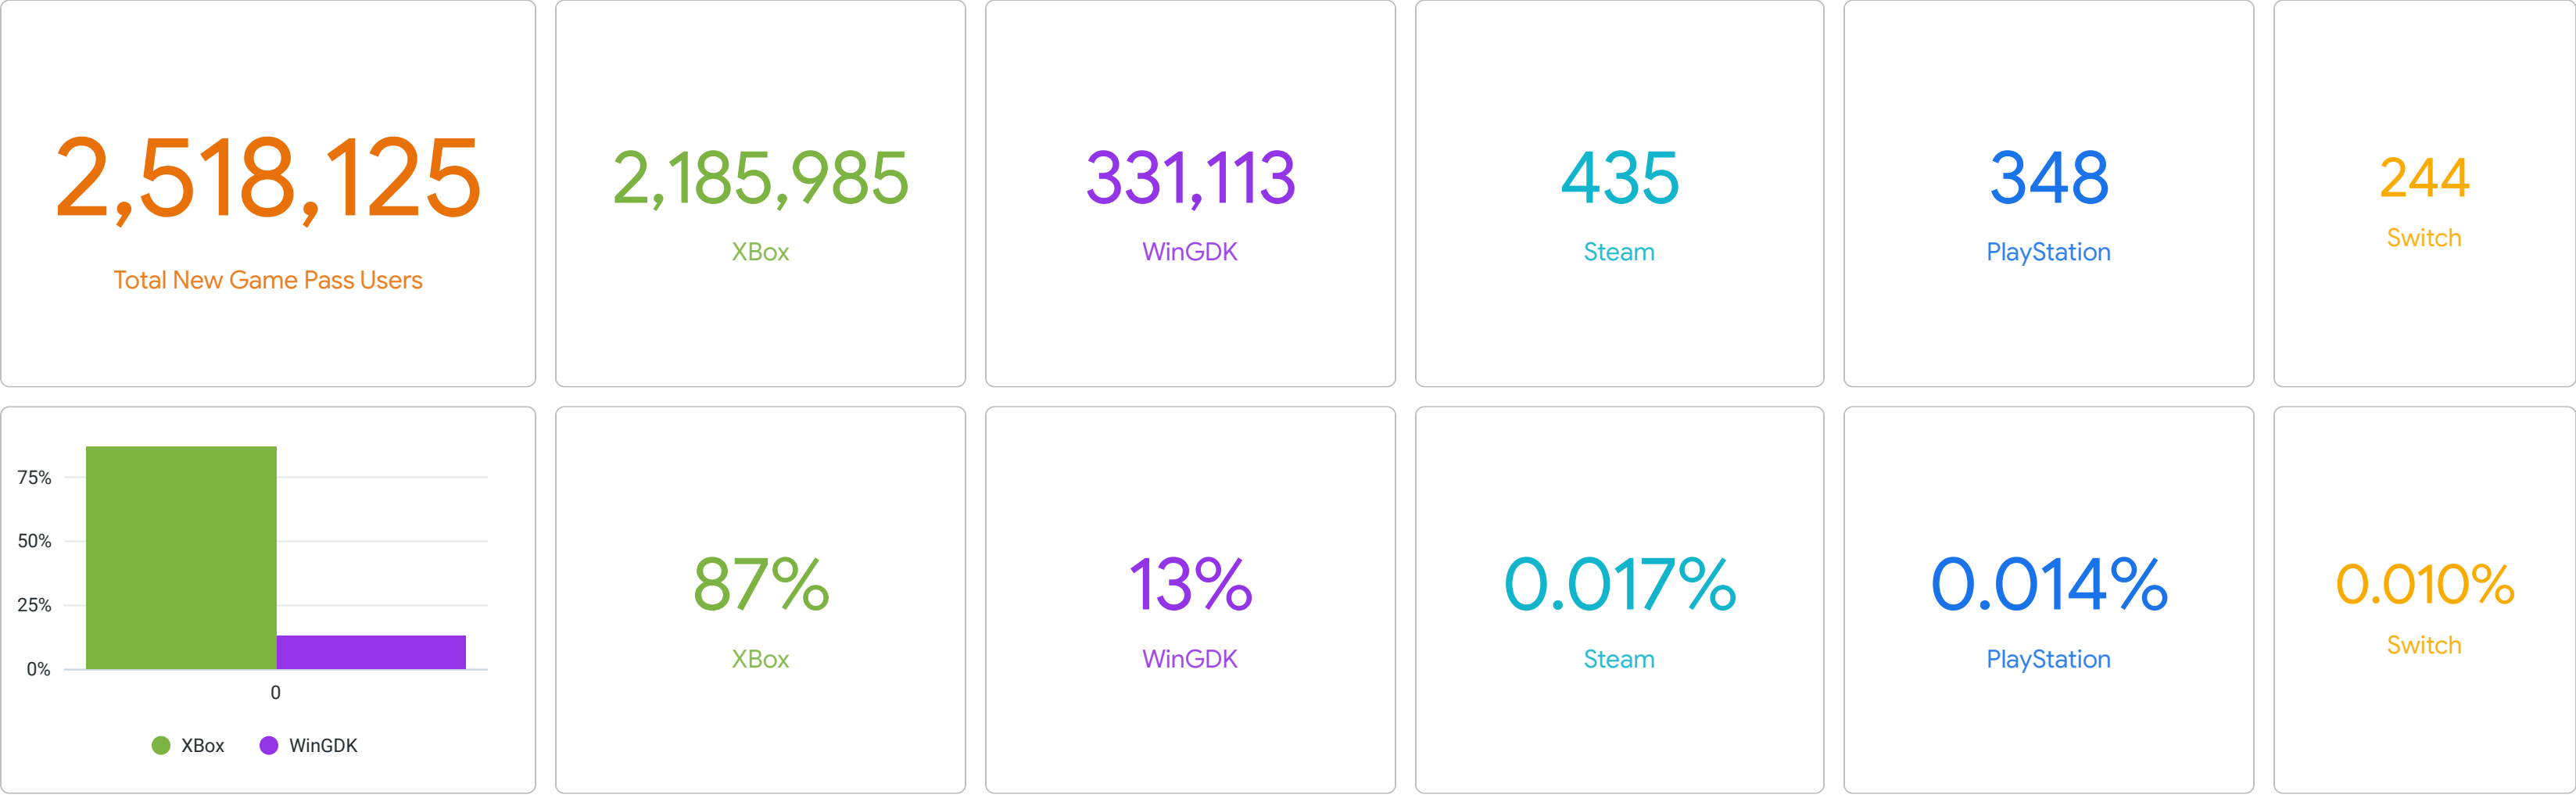 2,518,125
Total New Game Pass Users
2,185,985
XBox
331,113
WinGDK
435
Steam
348
PlayStation
244
Switch
75%
50%
25%
0%
0
XBox
WinGDK
87%
XBox
13%
WinGDK
0.017%
Steam
0.014%
PlayStation
0.010%
Switch